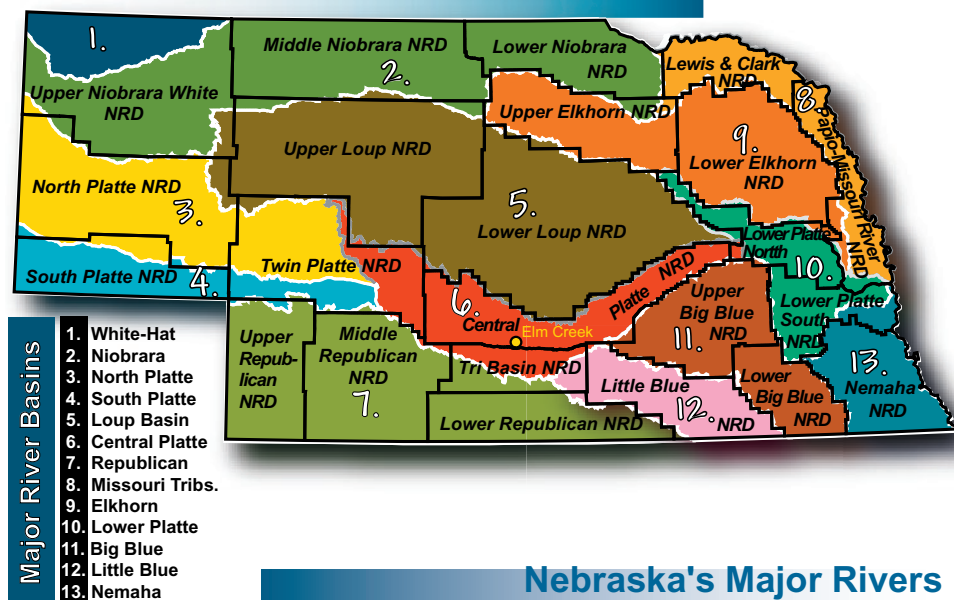 1.
Middle Niobrara NRD
2.
Lower Niobrara
NRD
Lewis & Clark
NRD
8.
Papio-Missouri River
NRD
Upper Niobrara White
NRD
Upper Elkhorn NRD
9.
Lower Elkhorn
NRD
Upper Loup NRD
North Platte NRD
3.
5.
Lower Loup NRD
Lower Platte
Nortth
10.
South Platte NRD
4.
Twin Platte NRD
6.
Central
Platte
NRD
Elm Creek
Upper
Big Blue
NRD
11.
Lower Platte
South
NRD
13.
Nemaha
NRD
Upper
Repub-
lican
NRD
Middle
Republican
NRD
7.
Tri Basin NRD
Little Blue
12.
NRD
Lower
Big Blue
NRD
Lower Republican NRD
Major River Basins
1. White-Hat
2. Niobrara
3. North Platte
4. South Platte
5. Loup Basin
6. Central Platte
7. Republican
8. Missouri Tribs.
9. Elkhorn
10. Lower Platte
11. Big Blue
12. Little Blue
13. Nemaha
Nebraska's Major Rivers